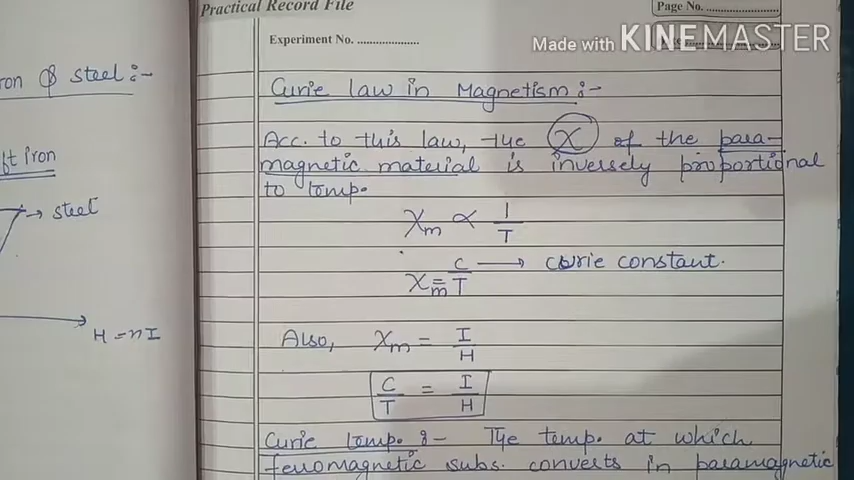 Practical Record File
Page No. ....................
Experiment No. ..................
Made with KINEMASTER
ron & steel :-
ft iron
→ steel
H = nI
Curie law in Magnetism :-
Acc. to this law, the χ of the para-
magnetic material is inversely proportional
to temp.
χm ∝ 1/T
χm = C/T → curie constant.
Also, χm = I/H
C/T = I/H
Curie temp. :- The temp. at which
ferromagnetic subs. converts in paramagnetic